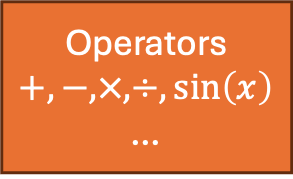 Operators
+, −,×,÷, sin(x)
...